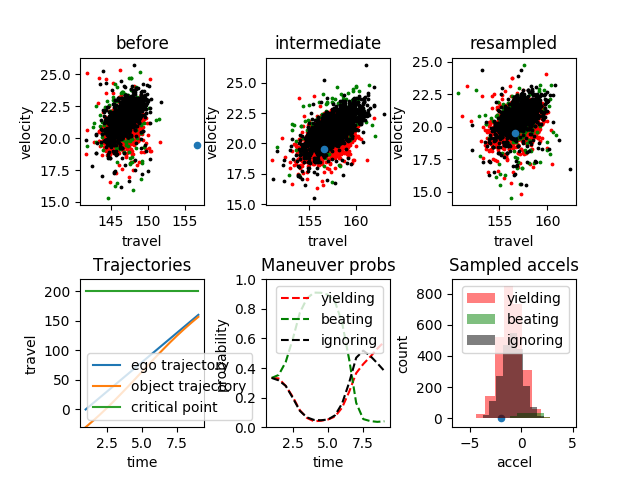 before
intermediate
resampled
25.0
22.5
20.0
17.5
15.0
velocity
145
150
155
travel
25.0
22.5
20.0
17.5
15.0
velocity
155
160
travel
25.0
22.5
20.0
17.5
15.0
velocity
155
160
travel
Trajectories
Maneuver probs
Sampled accels
200
150
100
50
0
travel
ego trajectory
object trajectory
critical point
2.5
5.0
7.5
time
1.0
0.8
0.6
0.4
0.2
0.0
probability
yielding
beating
ignoring
2.5
5.0
7.5
time
800
600
400
200
0
count
yielding
beating
ignoring
−5
0
5
accel